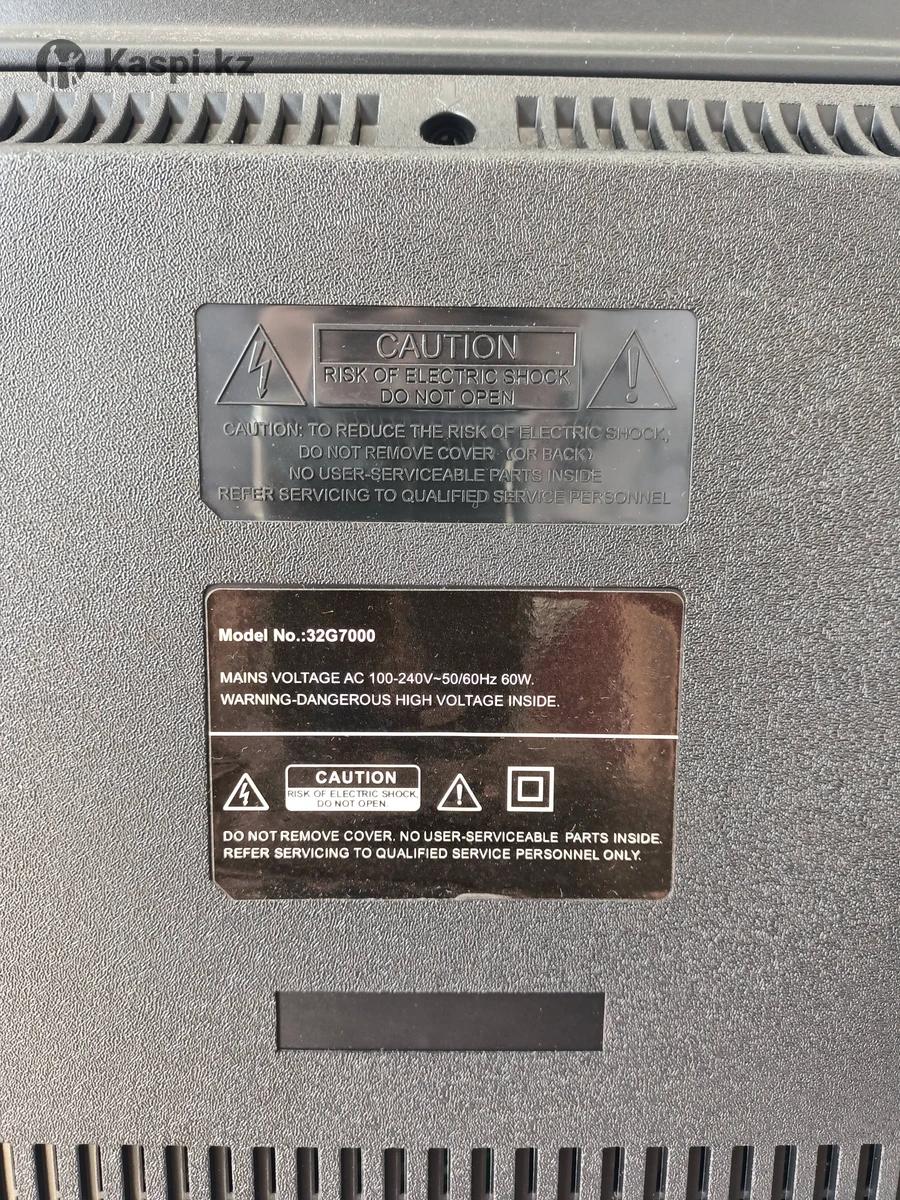 Kaspi.kz
CAUTION
RISK OF ELECTRIC SHOCK
DO NOT OPEN
CAUTION: TO REDUCE THE RISK OF ELECTRIC SHOCK,
DO NOT REMOVE COVER (OR BACK)
NO USER-SERVICEABLE PARTS INSIDE
REFER SERVICING TO QUALIFIED SERVICE PERSONNEL
Model No.:32G7000
MAINS VOLTAGE AC 100-240V~50/60Hz 60W.
WARNING-DANGEROUS HIGH VOLTAGE INSIDE.
CAUTION
RISK OF ELECTRIC SHOCK,
DO NOT OPEN.
DO NOT REMOVE COVER. NO USER-SERVICEABLE PARTS INSIDE.
REFER SERVICING TO QUALIFIED SERVICE PERSONNEL ONLY.